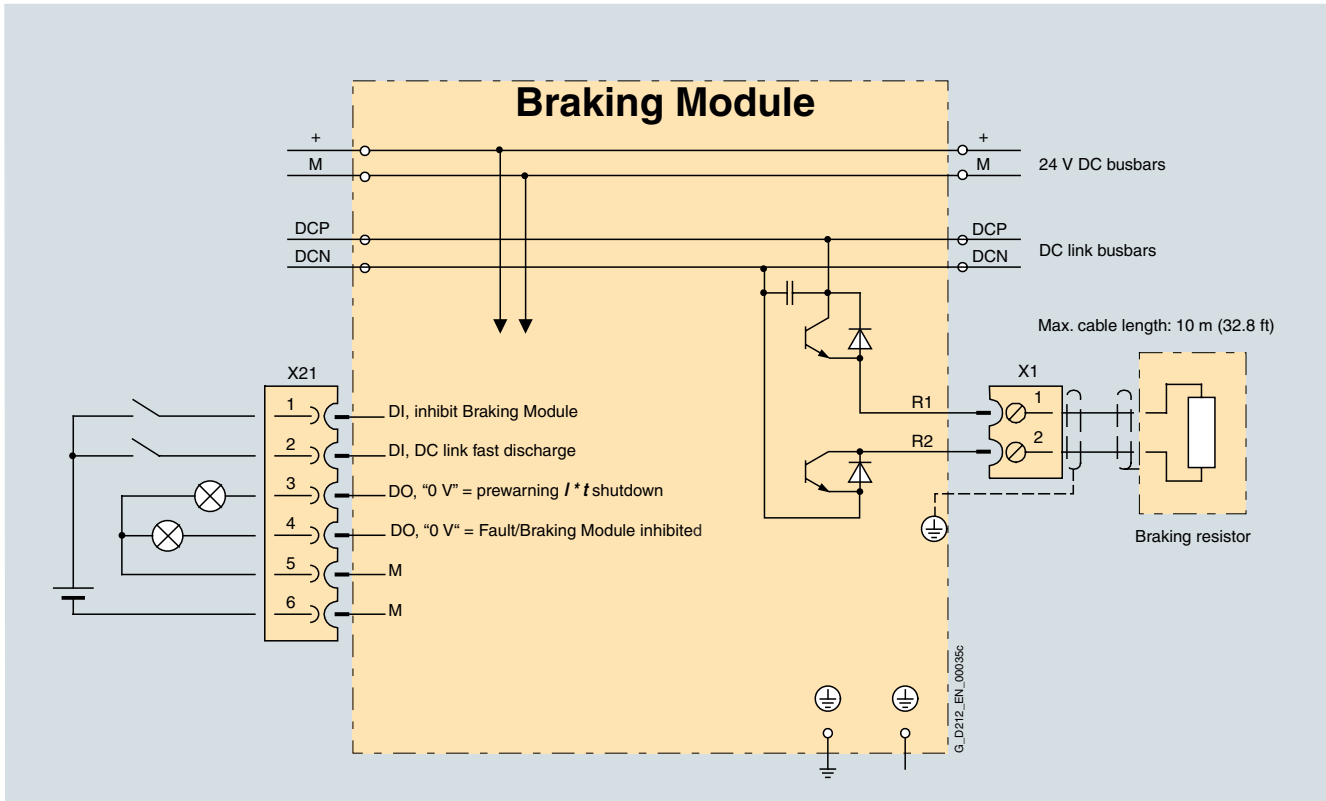 Braking Module
+ +
M M 24 V DC busbars
DCP DCP
DC link busbars
DCN DCN
Max. cable length: 10 m (32.8 ft)
X21 X1
1 DI, inhibit Braking Module R1 1
2 DI, DC link fast discharge R2 2
3 DO, “0 V” = prewarning I * t shutdown
4 DO, “0 V“ = Fault/Braking Module inhibited
Braking resistor
5 M
6 M
G_D212_EN_00035c